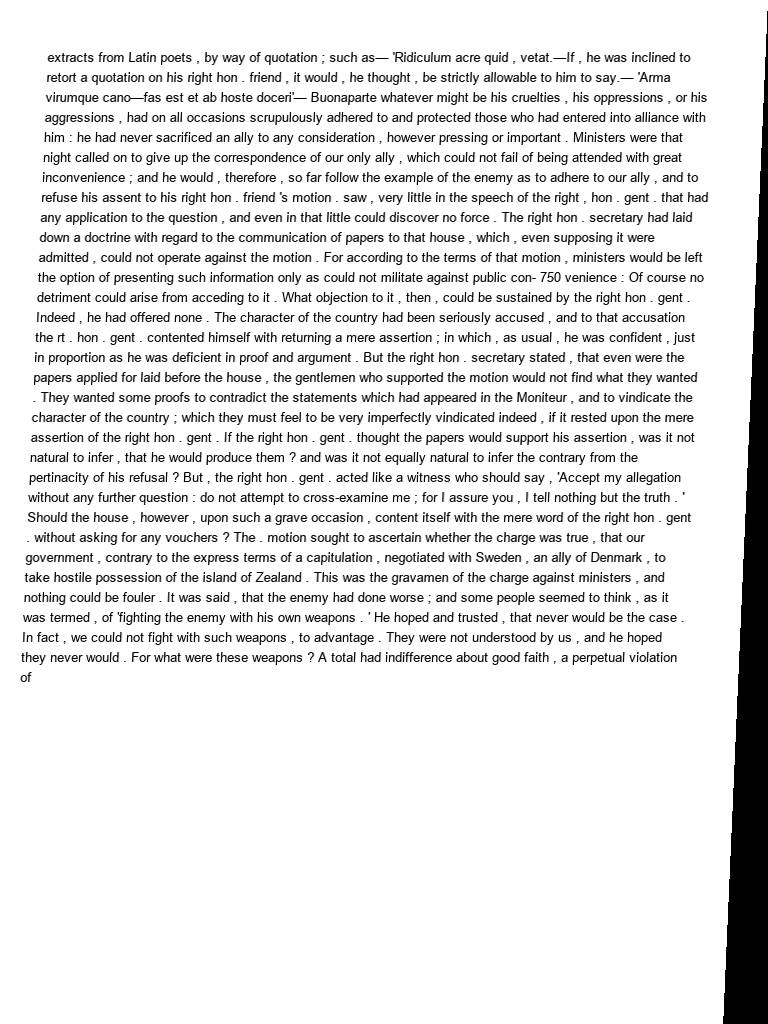 extracts from Latin poets , by way of quotation ; such as— 'Ridiculum acre quid , vetat.—If , he was inclined to
retort a quotation on his right hon . friend , it would , he thought , be strictly allowable to him to say.— 'Arma
virumque cano—fas est et ab hoste doceri'— Buonaparte whatever might be his cruelties , his oppressions , or his
aggressions , had on all occasions scrupulously adhered to and protected those who had entered into alliance with
him : he had never sacrificed an ally to any consideration , however pressing or important . Ministers were that
night called on to give up the correspondence of our only ally , which could not fail of being attended with great
inconvenience ; and he would , therefore , so far follow the example of the enemy as to adhere to our ally , and to
refuse his assent to his right hon . friend 's motion . saw , very little in the speech of the right , hon . gent . that had
any application to the question , and even in that little could discover no force . The right hon . secretary had laid
down a doctrine with regard to the communication of papers to that house , which , even supposing it were
admitted , could not operate against the motion . For according to the terms of that motion , ministers would be left
the option of presenting such information only as could not militate against public con- 750 venience : Of course no
detriment could arise from acceding to it . What objection to it , then , could be sustained by the right hon . gent .
Indeed , he had offered none . The character of the country had been seriously accused , and to that accusation
the rt . hon . gent . contented himself with returning a mere assertion ; in which , as usual , he was confident , just
in proportion as he was deficient in proof and argument . But the right hon . secretary stated , that even were the
papers applied for laid before the house , the gentlemen who supported the motion would not find what they wanted
. They wanted some proofs to contradict the statements which had appeared in the Moniteur , and to vindicate the
character of the country ; which they must feel to be very imperfectly vindicated indeed , if it rested upon the mere
assertion of the right hon . gent . If the right hon . gent . thought the papers would support his assertion , was it not
natural to infer , that he would produce them ? and was it not equally natural to infer the contrary from the
pertinacity of his refusal ? But , the right hon . gent . acted like a witness who should say , 'Accept my allegation
without any further question : do not attempt to cross-examine me ; for I assure you , I tell nothing but the truth . '
Should the house , however , upon such a grave occasion , content itself with the mere word of the right hon . gent
. without asking for any vouchers ? The . motion sought to ascertain whether the charge was true , that our
government , contrary to the express terms of a capitulation , negotiated with Sweden , an ally of Denmark , to
take hostile possession of the island of Zealand . This was the gravamen of the charge against ministers , and
nothing could be fouler . It was said , that the enemy had done worse ; and some people seemed to think , as it
was termed , of 'fighting the enemy with his own weapons . ' He hoped and trusted , that never would be the case .
In fact , we could not fight with such weapons , to advantage . They were not understood by us , and he hoped
they never would . For what were these weapons ? A total had indifference about good faith , a perpetual violation
of